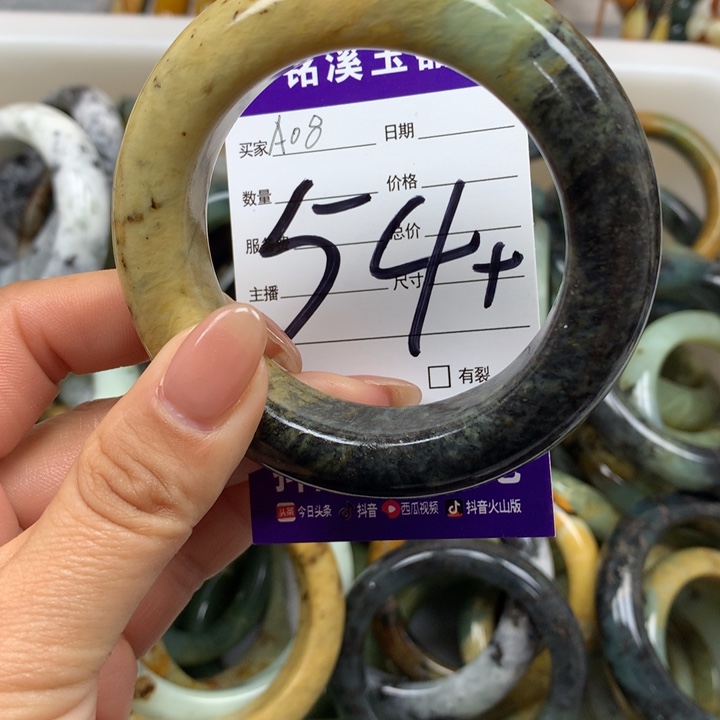 铭溪玉器
买家 A08 日期
数量 价格
54+
总价
主播 尺寸
有裂
今日头条 抖音 西瓜视频 抖音火山版